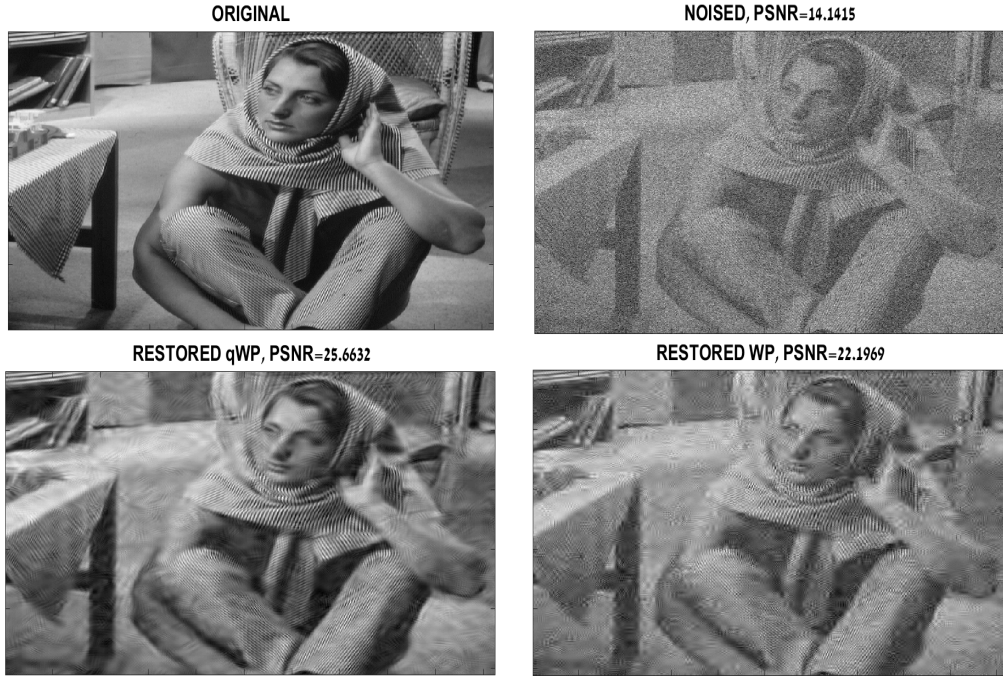 ORIGINAL
NOISED, PSNR=14.1415
RESTORED qWP, PSNR=25.6632
RESTORED WP, PSNR=22.1969